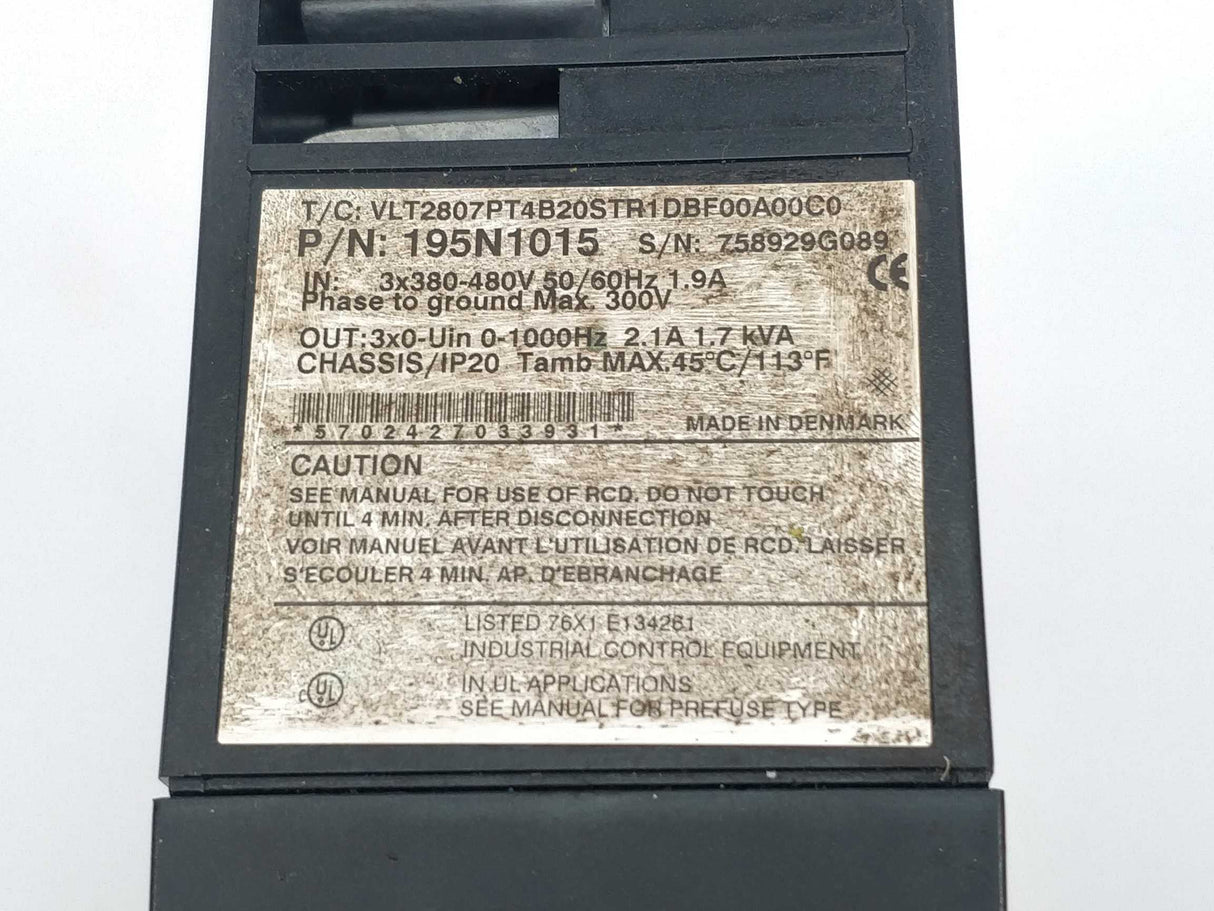 T/C: VLT2807PT4B20STR1DBF00A00C0
P/N: 195N1015 S/N: 758929G089
IN: 3x380-480V 50/60Hz 1.9A
CE
Phase to ground Max. 300V
OUT:3x0-Uin 0-1000Hz 2.1A 1.7 kVA
CHASSIS/IP20 Tamb MAX.45°C/113°F
*5702427033931* MADE IN DENMARK
CAUTION
SEE MANUAL FOR USE OF RCD. DO NOT TOUCH
UNTIL 4 MIN. AFTER DISCONNECTION
VOIR MANUEL AVANT L'UTILISATION DE RCD. LAISSER
S'ECOULER 4 MIN. AP. D'EBRANCHAGE
UL LISTED 76X1 E134261
INDUSTRIAL CONTROL EQUIPMENT
c UL IN UL APPLICATIONS
SEE MANUAL FOR PREFUSE TYPE